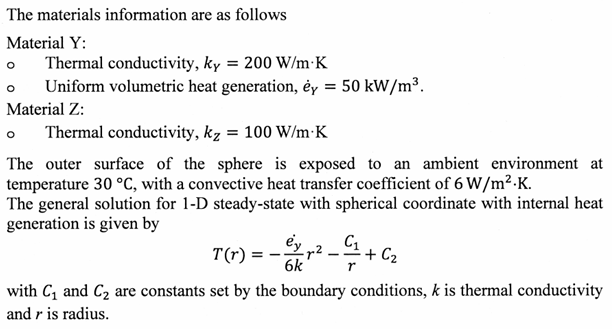 The materials information are as follows
Material Y:
o Thermal conductivity, k_Y = 200 W/m·K
o Uniform volumetric heat generation, ė_Y = 50 kW/m³.
Material Z:
o Thermal conductivity, k_Z = 100 W/m·K
The outer surface of the sphere is exposed to an ambient environment at
temperature 30 °C, with a convective heat transfer coefficient of 6 W/m²·K.
The general solution for 1-D steady-state with spherical coordinate with internal heat
generation is given by
T(r) = −(ė_y/6k) r² − C₁/r + C₂
with C₁ and C₂ are constants set by the boundary conditions, k is thermal conductivity
and r is radius.